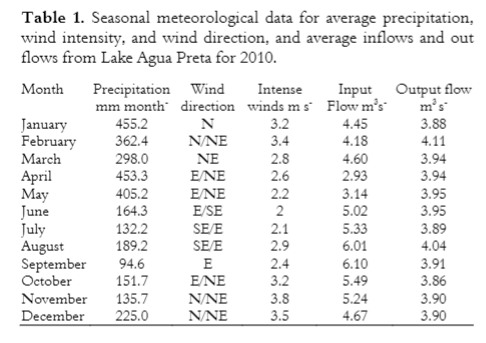 Table 1. Seasonal meteorological data for average precipitation,
wind intensity, and wind direction, and average inflows and out
flows from Lake Agua Preta for 2010.
Month Precipitation Wind Intense Input Output flow
mm month⁻ direction winds m s⁻ Flow m³s⁻ m³s⁻
January 455.2 N 3.2 4.45 3.88
February 362.4 N/NE 3.4 4.18 4.11
March 298.0 NE 2.8 4.60 3.94
April 453.3 E/NE 2.6 2.93 3.94
May 405.2 E/NE 2.2 3.14 3.95
June 164.3 E/SE 2 5.02 3.95
July 132.2 SE/E 2.1 5.33 3.89
August 189.2 SE/E 2.9 6.01 4.04
September 94.6 E 2.4 6.10 3.91
October 151.7 E/NE 3.2 5.49 3.86
November 135.7 N/NE 3.8 5.24 3.90
December 225.0 N/NE 3.5 4.67 3.90